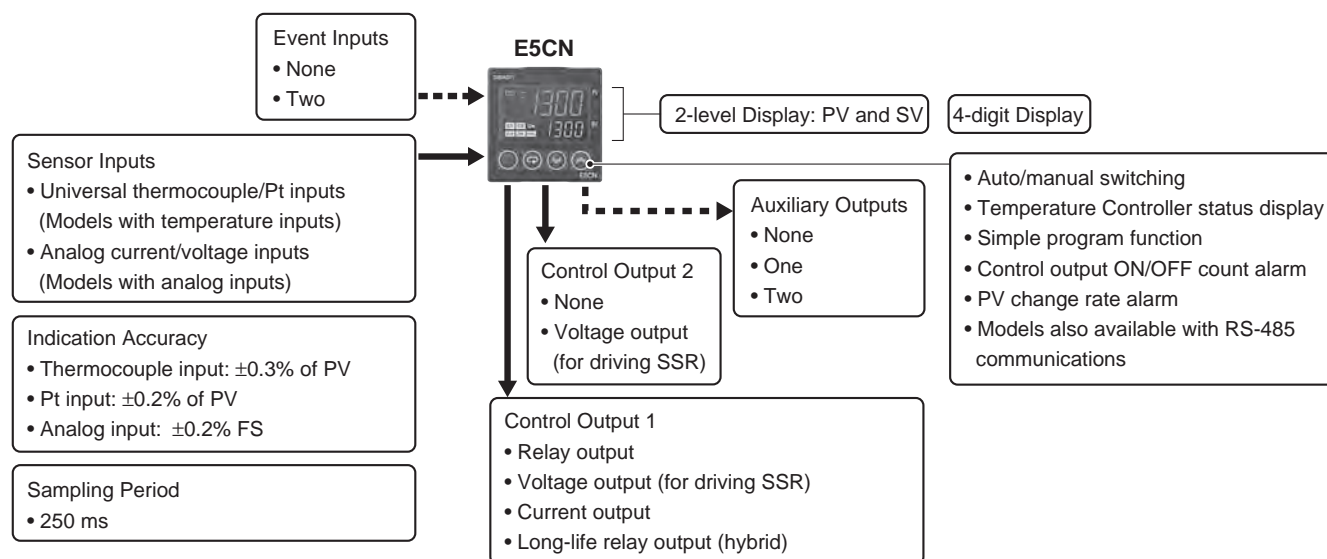 Event Inputs
• None
• Two
E5CN
OMRON
1300
PV
1300
SV
E5CN
2-level Display: PV and SV
4-digit Display
Sensor Inputs
• Universal thermocouple/Pt inputs
(Models with temperature inputs)
• Analog current/voltage inputs
(Models with analog inputs)
• Auto/manual switching
• Temperature Controller status display
• Simple program function
• Control output ON/OFF count alarm
• PV change rate alarm
• Models also available with RS-485
communications
Auxiliary Outputs
• None
• One
• Two
Control Output 2
• None
• Voltage output
(for driving SSR)
Indication Accuracy
• Thermocouple input: ±0.3% of PV
• Pt input: ±0.2% of PV
• Analog input: ±0.2% FS
Control Output 1
• Relay output
• Voltage output (for driving SSR)
• Current output
• Long-life relay output (hybrid)
Sampling Period
• 250 ms